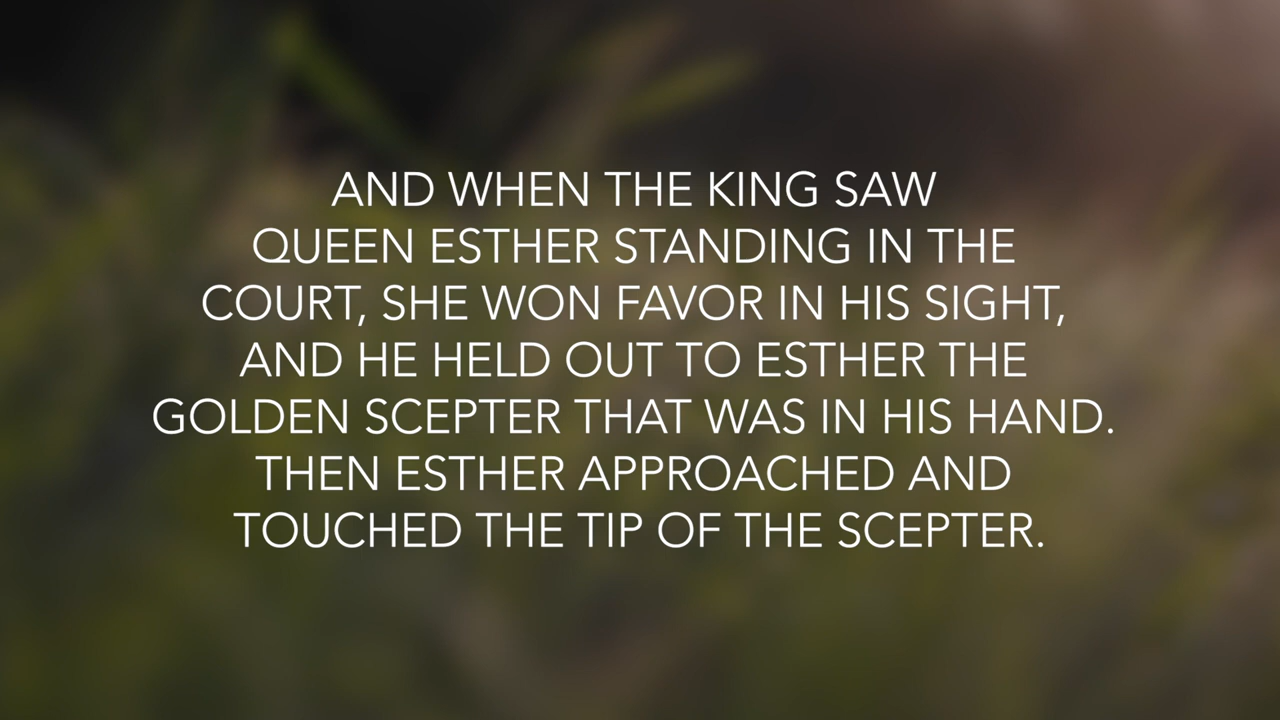 AND WHEN THE KING SAW
QUEEN ESTHER STANDING IN THE
COURT, SHE WON FAVOR IN HIS SIGHT,
AND HE HELD OUT TO ESTHER THE
GOLDEN SCEPTER THAT WAS IN HIS HAND.
THEN ESTHER APPROACHED AND
TOUCHED THE TIP OF THE SCEPTER.